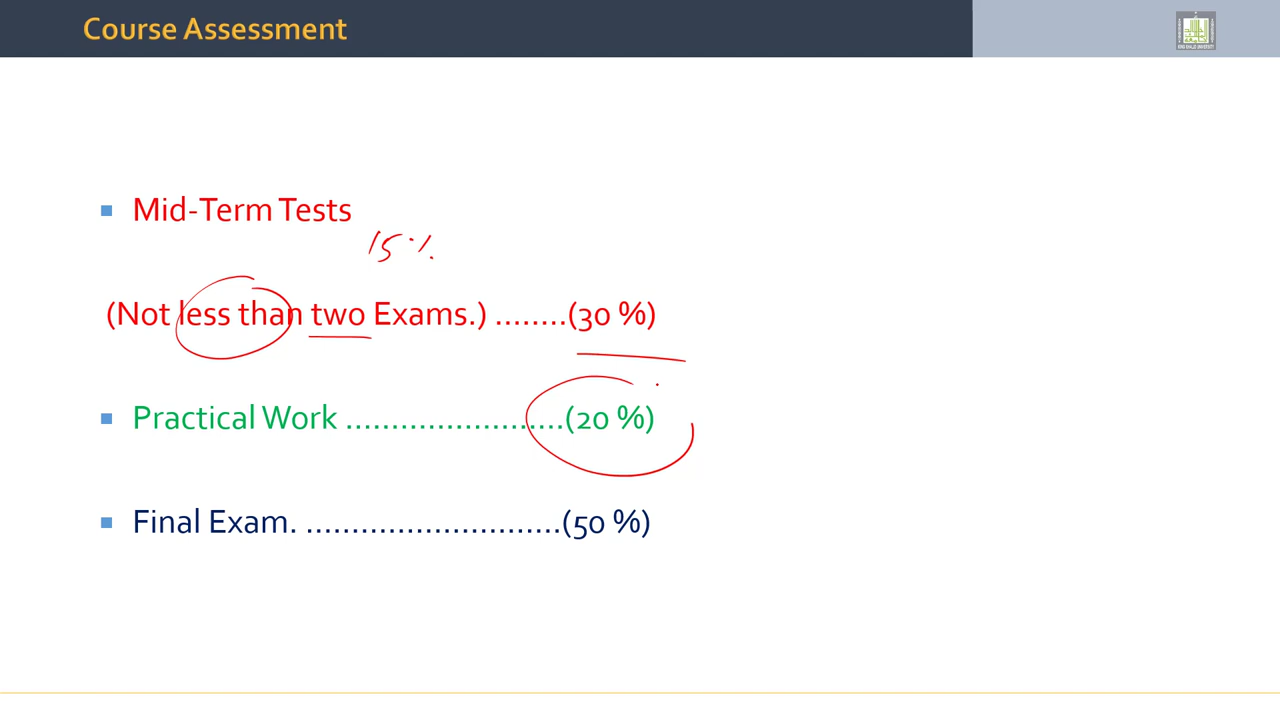 Course Assessment
Mid-Term Tests
15%
(Not less than two Exams.) ........(30 %)
Practical Work ........................(20 %)
Final Exam. ............................(50 %)